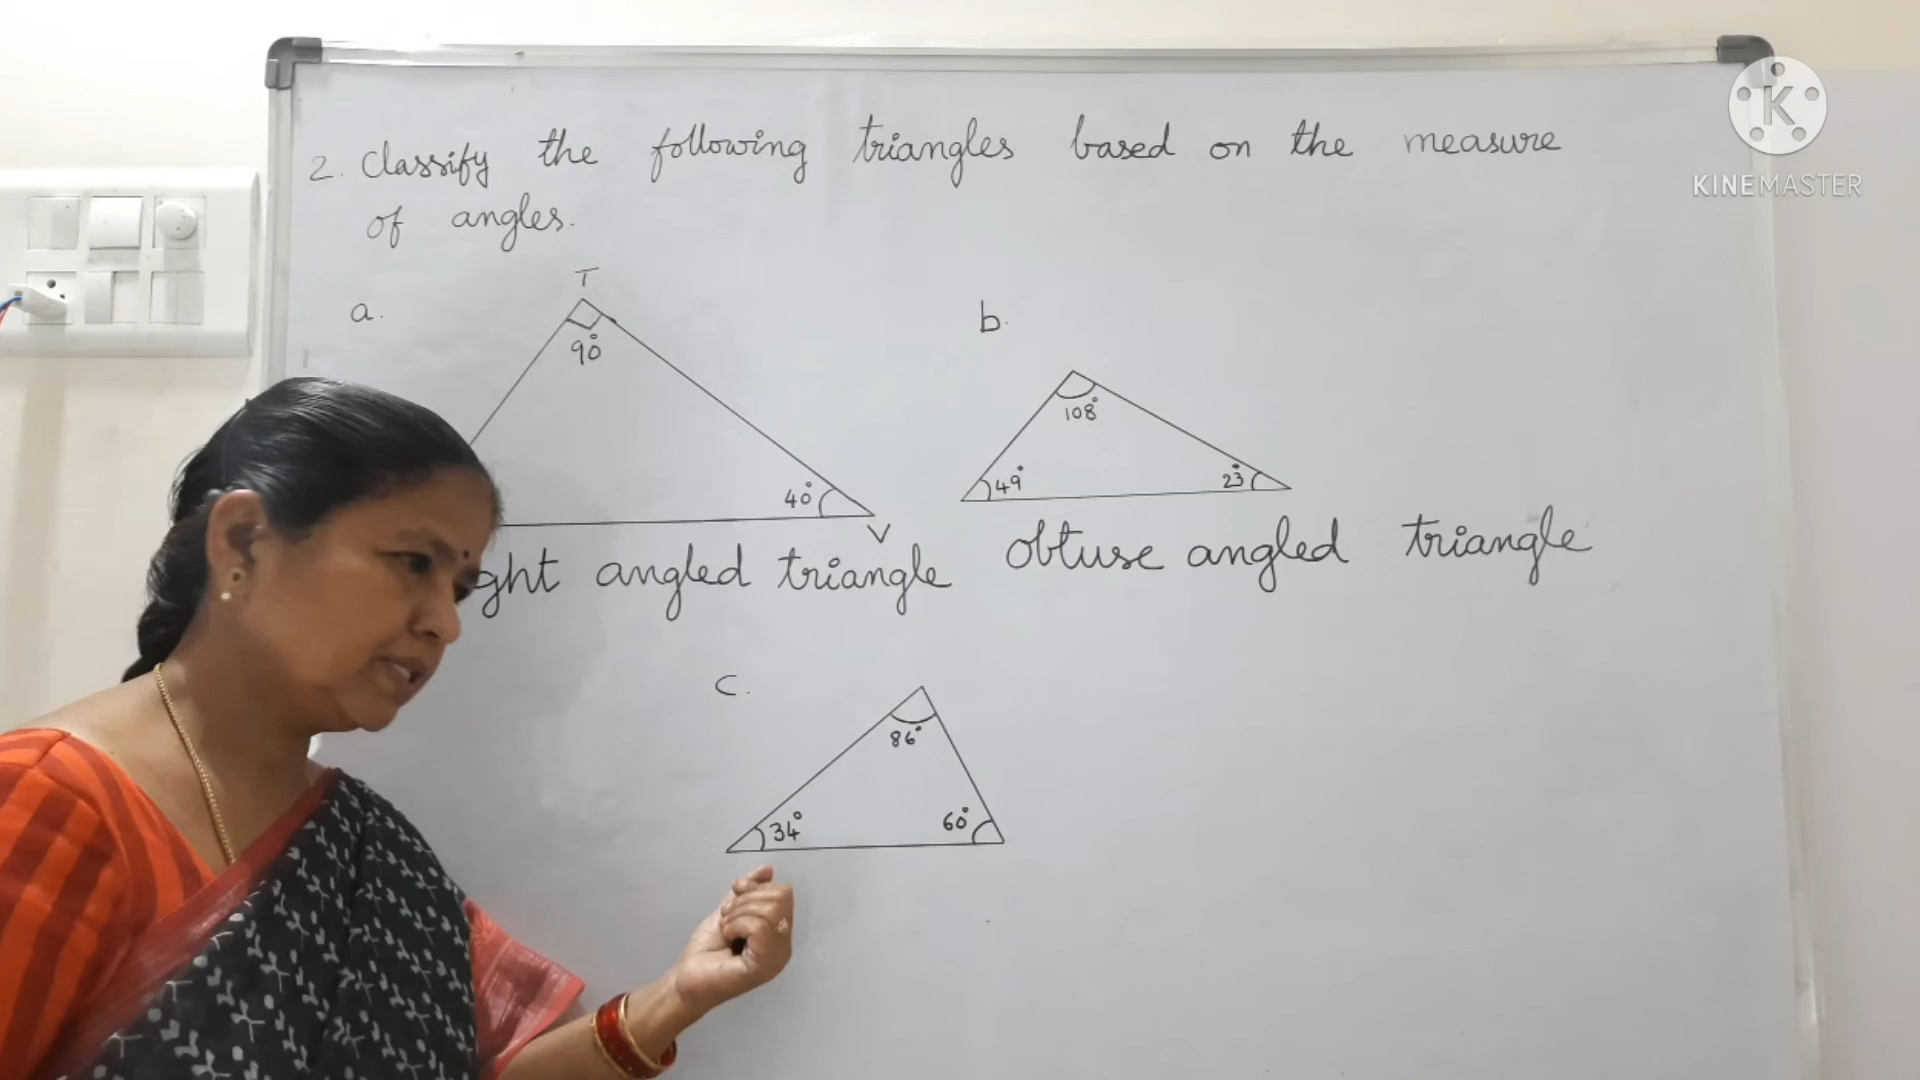 2. Classify the following triangles based on the measure
of angles.
T
a.
90°
40°
V
ght angled triangle
b.
108°
49°
23°
obtuse angled triangle
c.
86°
34°
60°
KINEMASTER